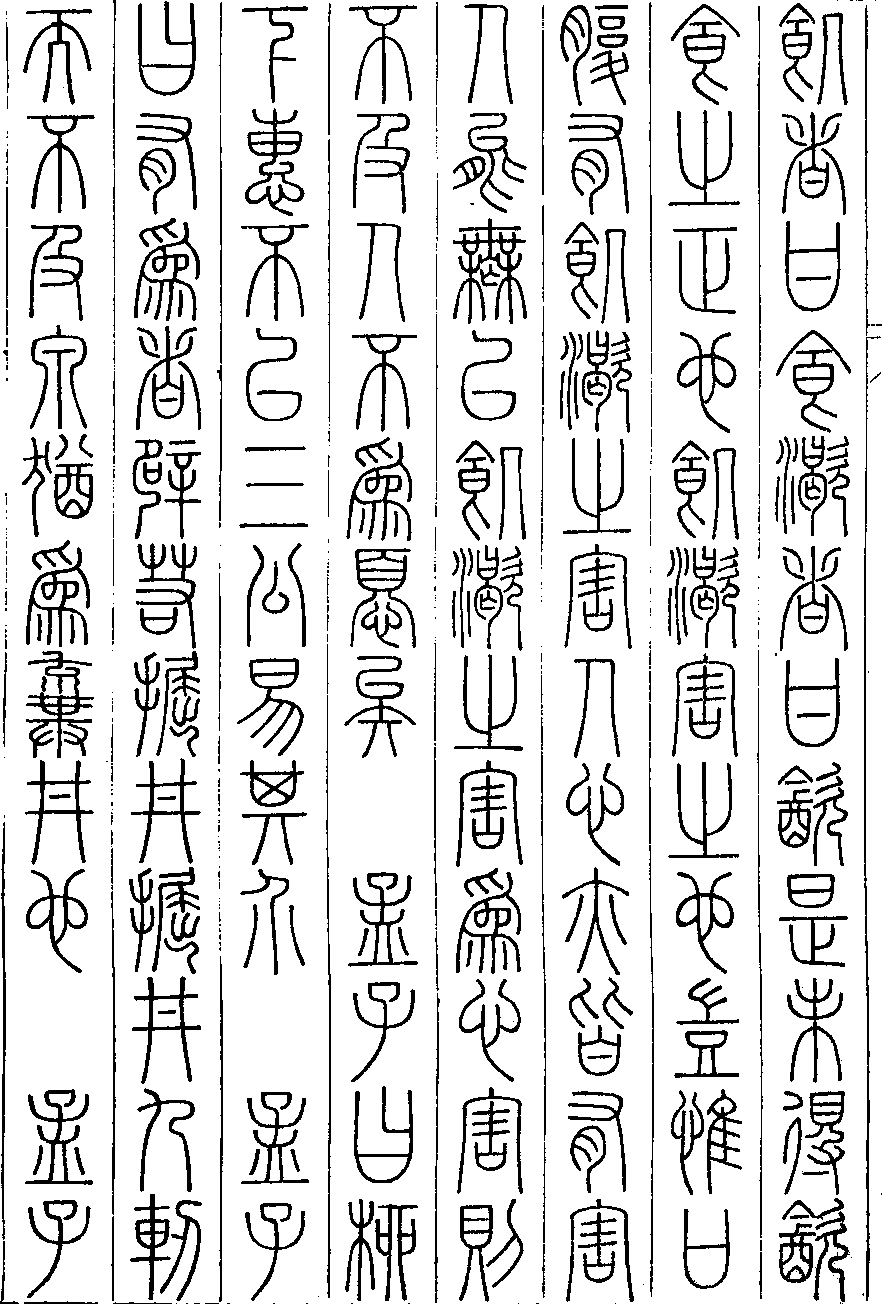 飢者甘食渴者甘飲是未得飲
食之正也飢渴害之也豈惟口
腹有飢渴之害人心亦皆有害
人能無以飢渴之害為心害則
不及人不為憂矣　孟子曰柳
下惠不以三公易其介　孟子
曰有為者辟若掘井掘井九軔
而不及泉猶為棄井也　孟子